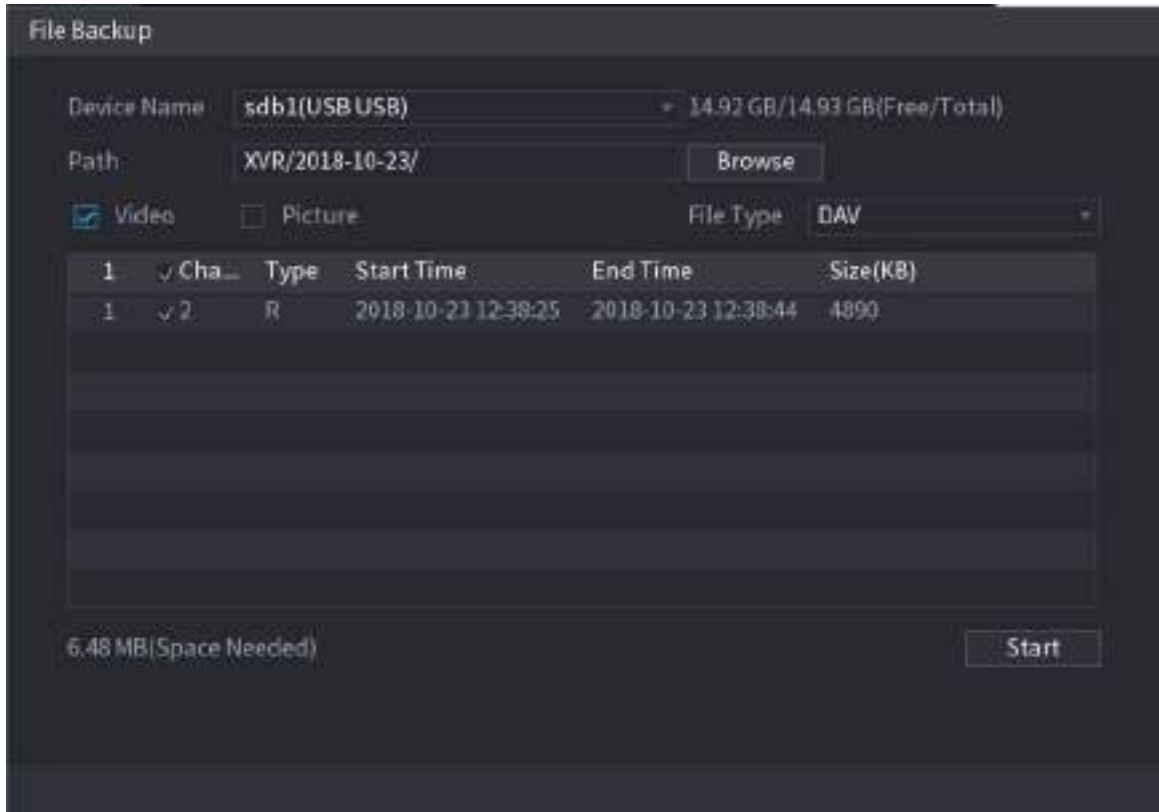 File Backup
Device Name sdb1(USB USB) 14.92 GB/14.93 GB(Free/Total)
Path XVR/2018-10-23/ Browse
Video Picture File Type DAV
1 Cha... Type Start Time End Time Size(KB)
1 2 R 2018-10-23 12:38:25 2018-10-23 12:38:44 4890
6.48 MB(Space Needed) Start